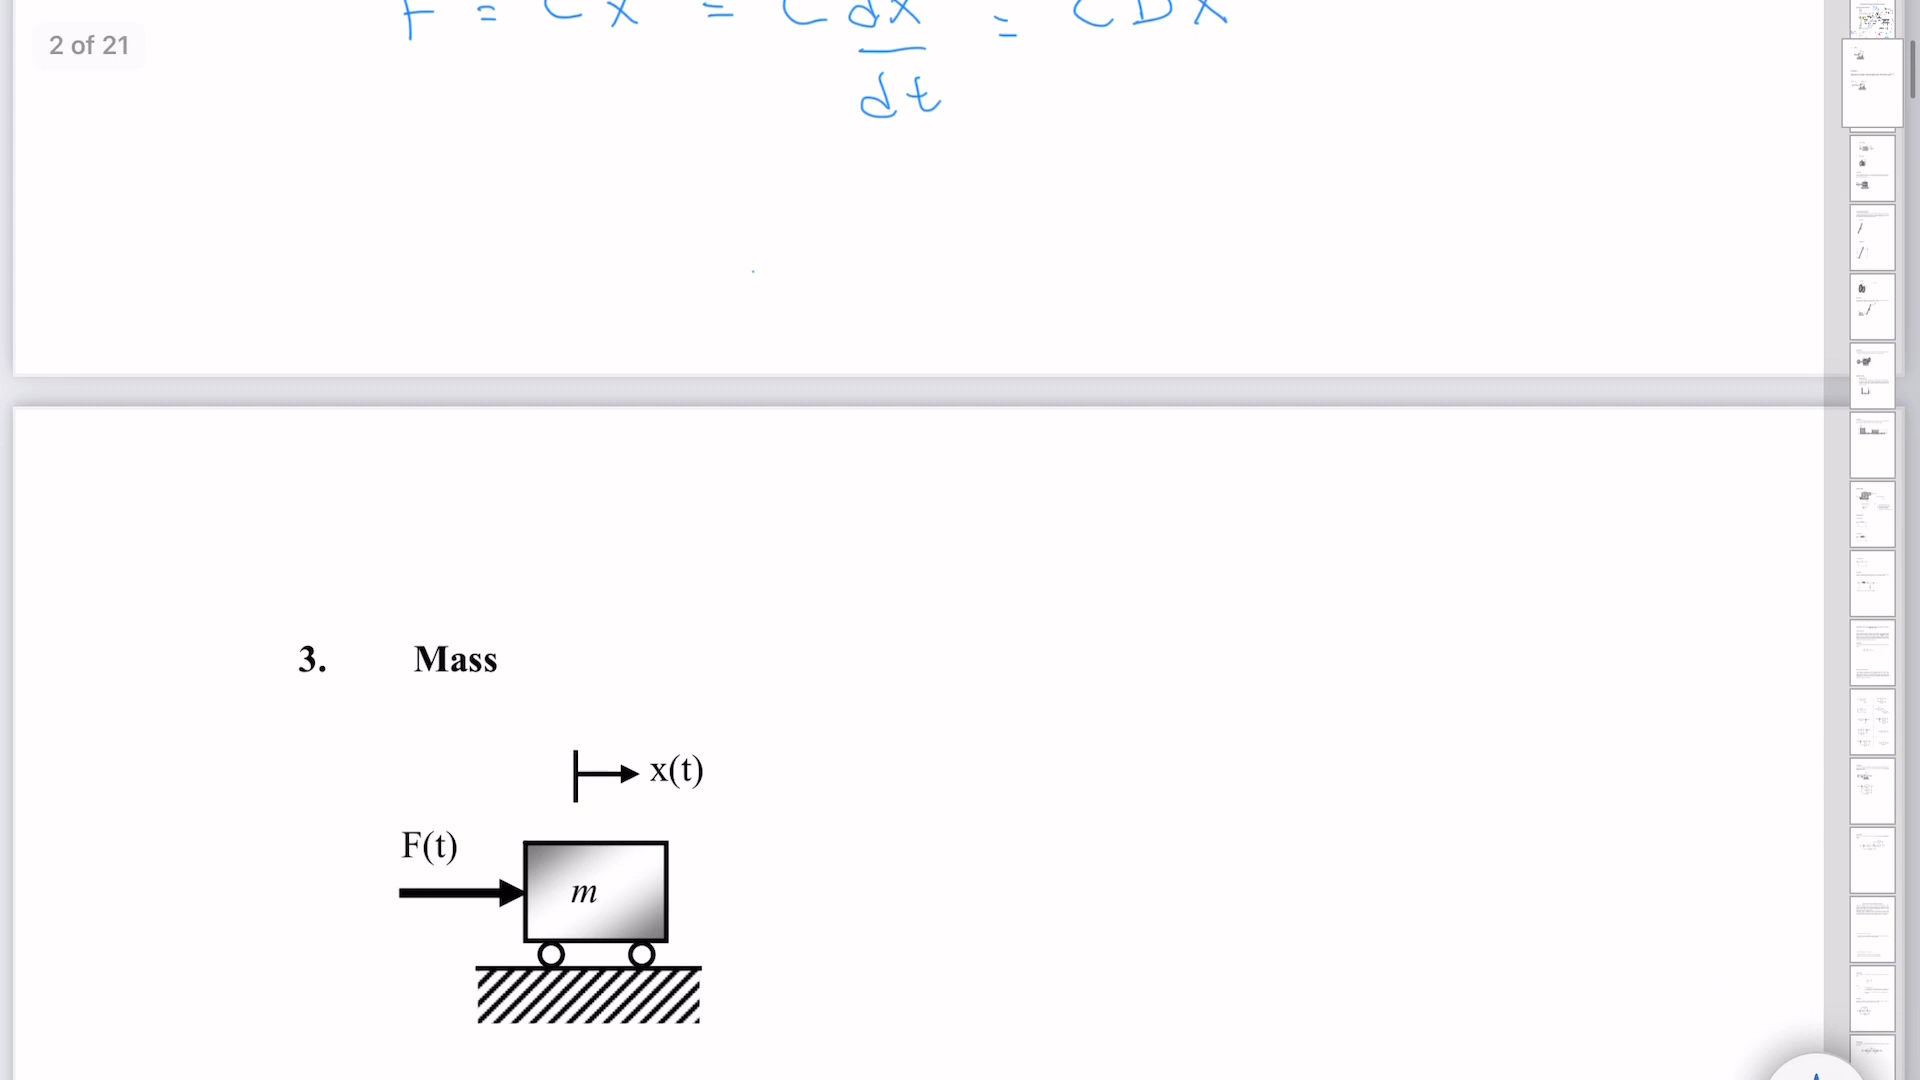 2 of 21
F = Cẋ = C dx = CDX
dt
3. Mass
x(t)
F(t)
m